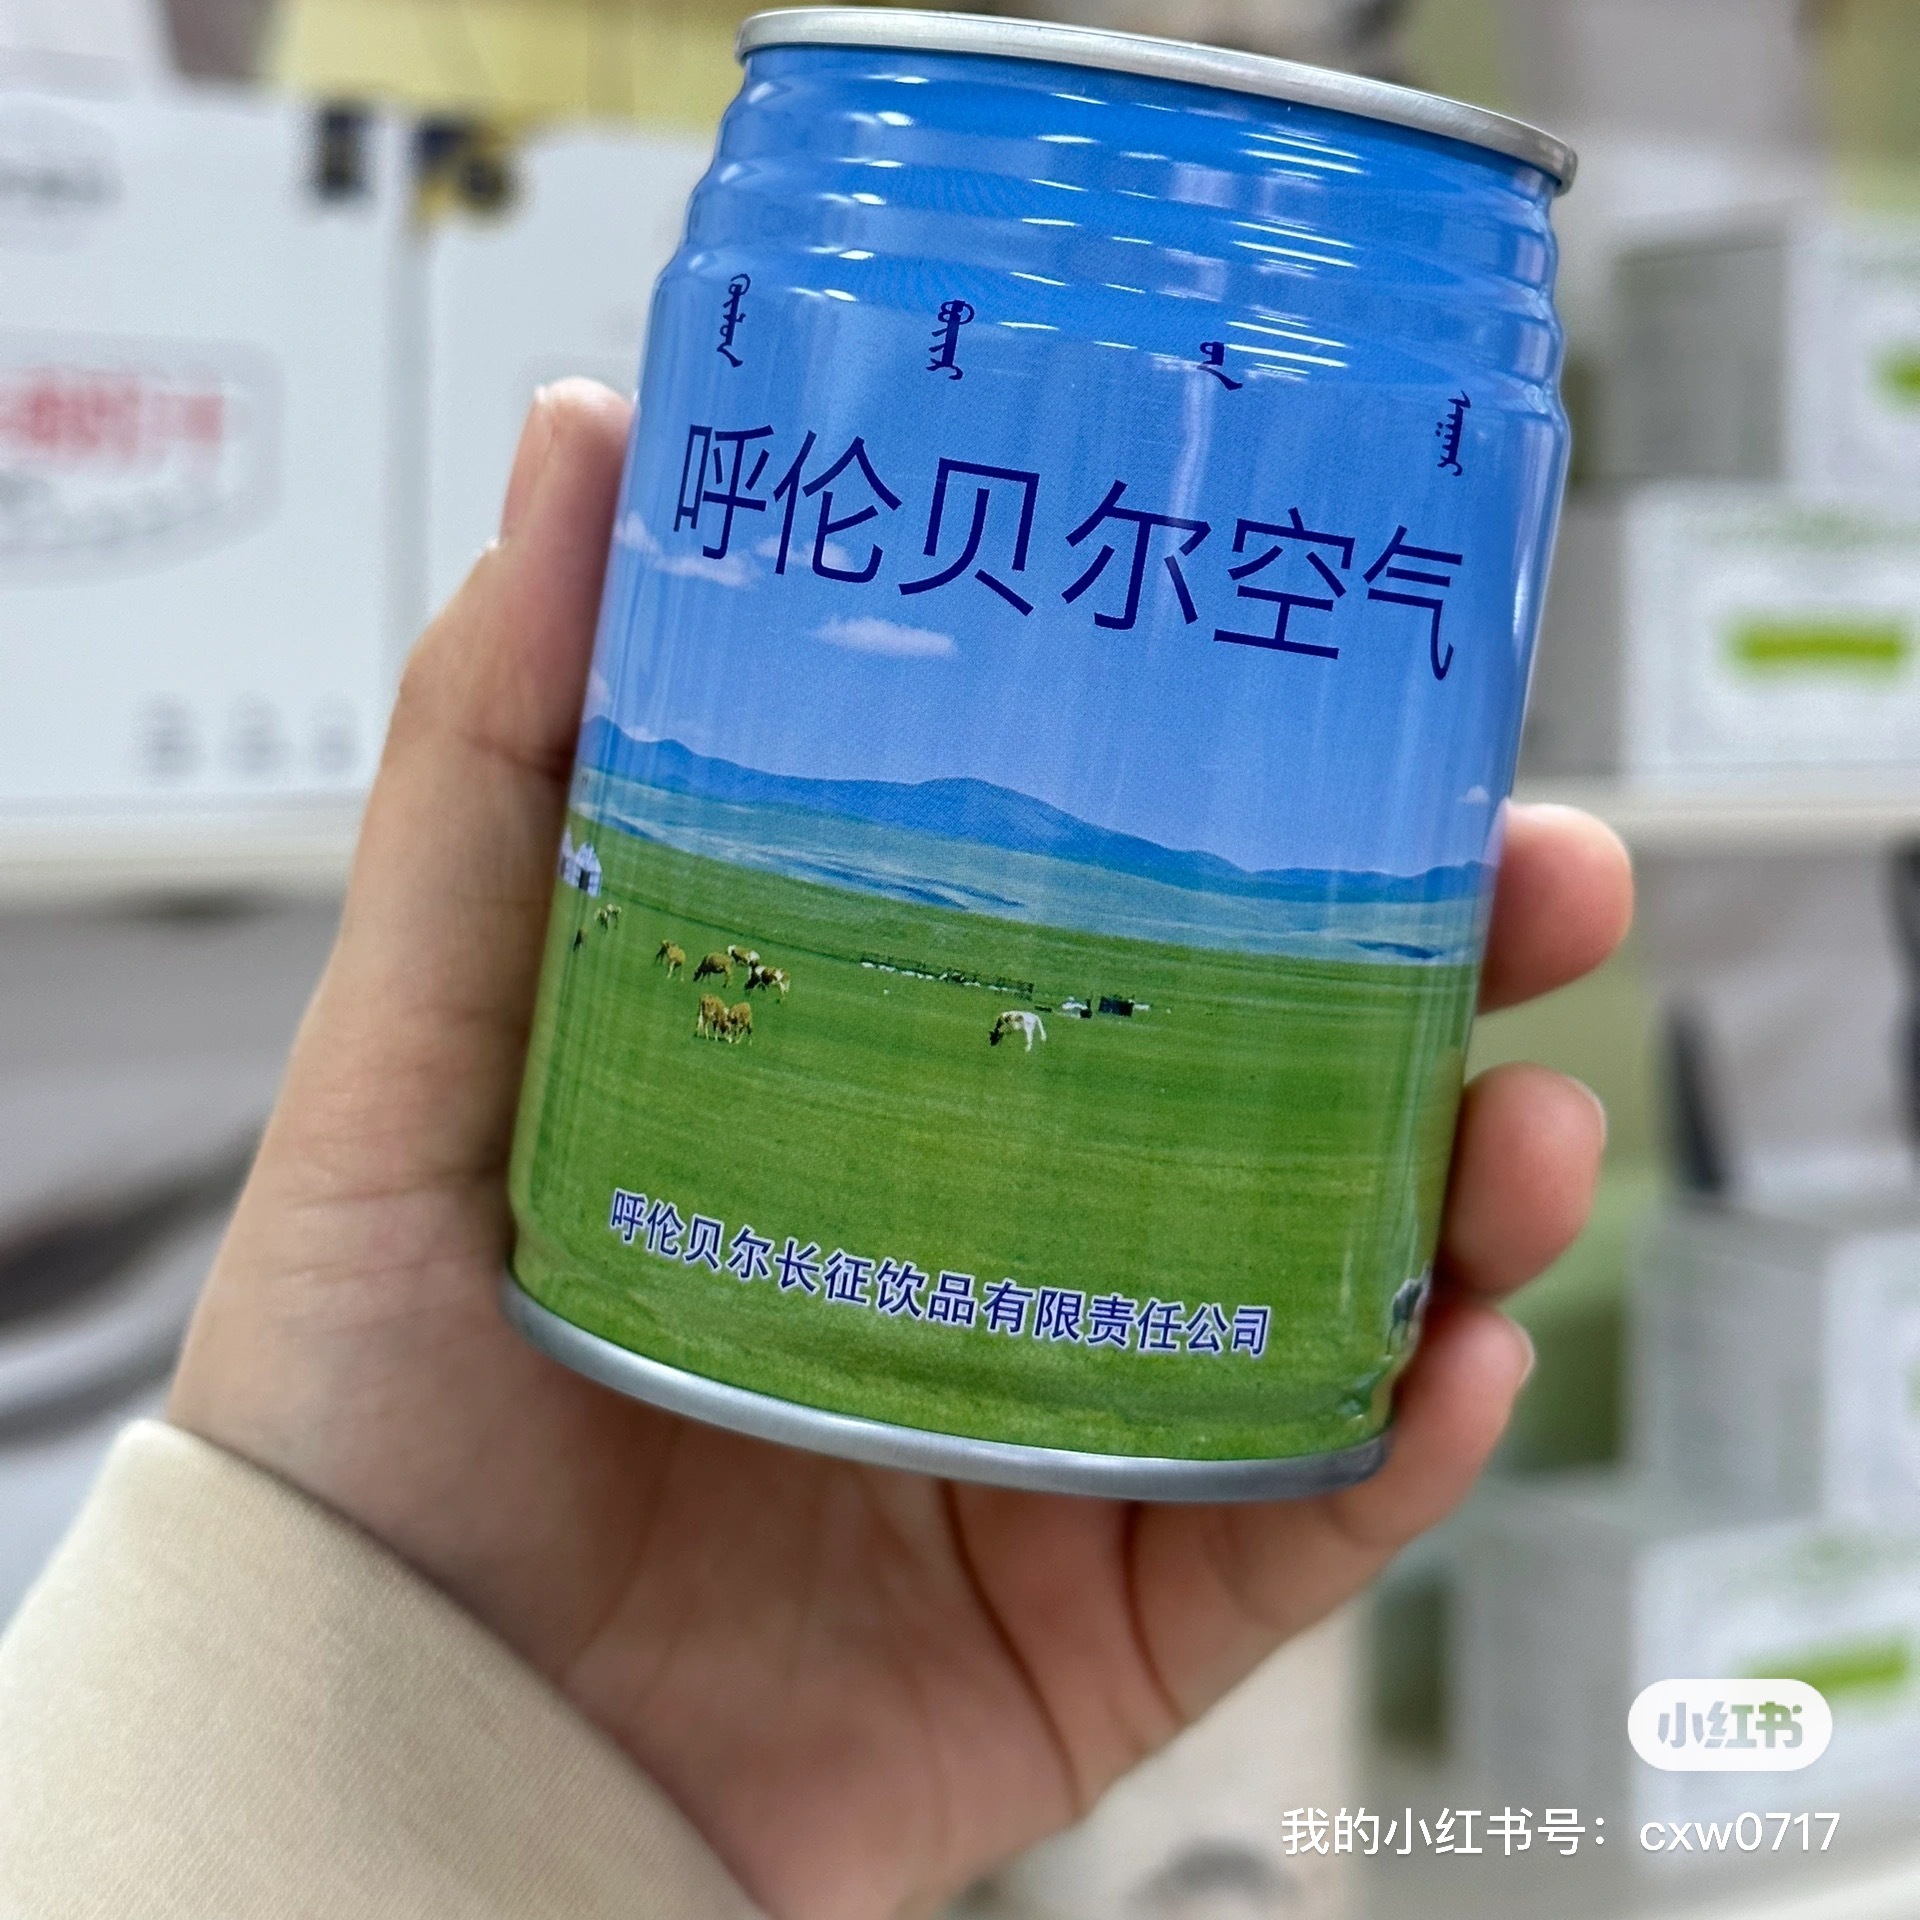 呼伦贝尔空气
呼伦贝尔长征饮品有限责任公司
小红书
我的小红书号：cxw0717